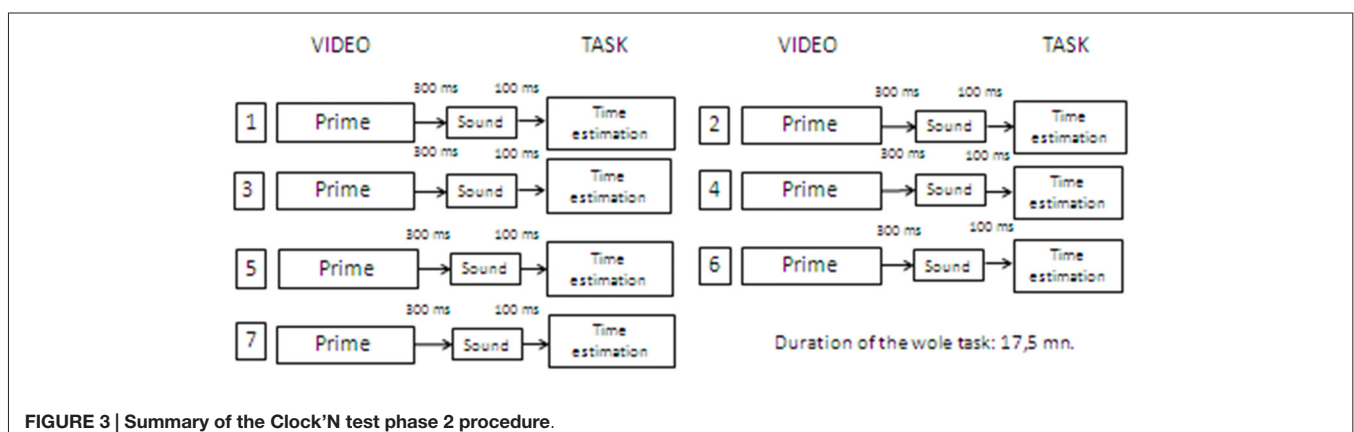 VIDEO TASK VIDEO TASK
300 ms 100 ms 300 ms 100 ms
1 Prime Sound Time estimation 2 Prime Sound Time estimation
300 ms 100 ms 300 ms 100 ms
3 Prime Sound Time estimation 4 Prime Sound Time estimation
300 ms 100 ms 300 ms 100 ms
5 Prime Sound Time estimation 6 Prime Sound Time estimation
300 ms 100 ms
7 Prime Sound Time estimation Duration of the wole task: 17,5 mn.
FIGURE 3 | Summary of the Clock’N test phase 2 procedure.